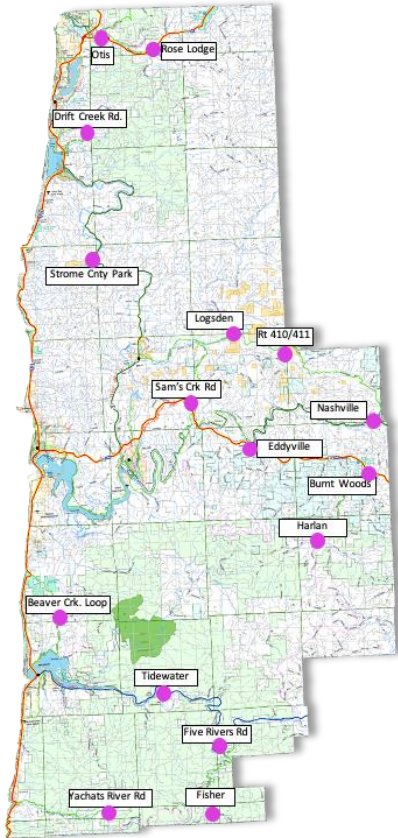 Otis
Rose Lodge
Drift Creek Rd.
Strome Cnty Park
Logsden
Rt 410/411
Sam's Crk Rd
Nashville
Eddyville
Burnt Woods
Harlan
Beaver Crk. Loop
Tidewater
Five Rivers Rd
Yachats River Rd
Fisher